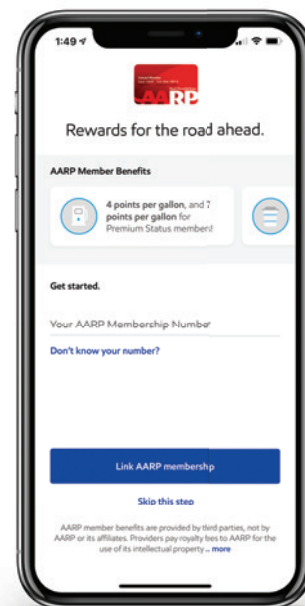 1:49
AARP
Rewards for the road ahead.
AARP Member Benefits
4 points per gallon, and 7
points per gallon for
Premium Status members!
Get started.
Your AARP Membership Number
Don't know your number?
Link AARP membership
Skip this step
AARP member benefits are provided by third parties, not by
AARP or its affiliates. Providers pay royalty fees to AARP for the
use of its intellectual property ... more